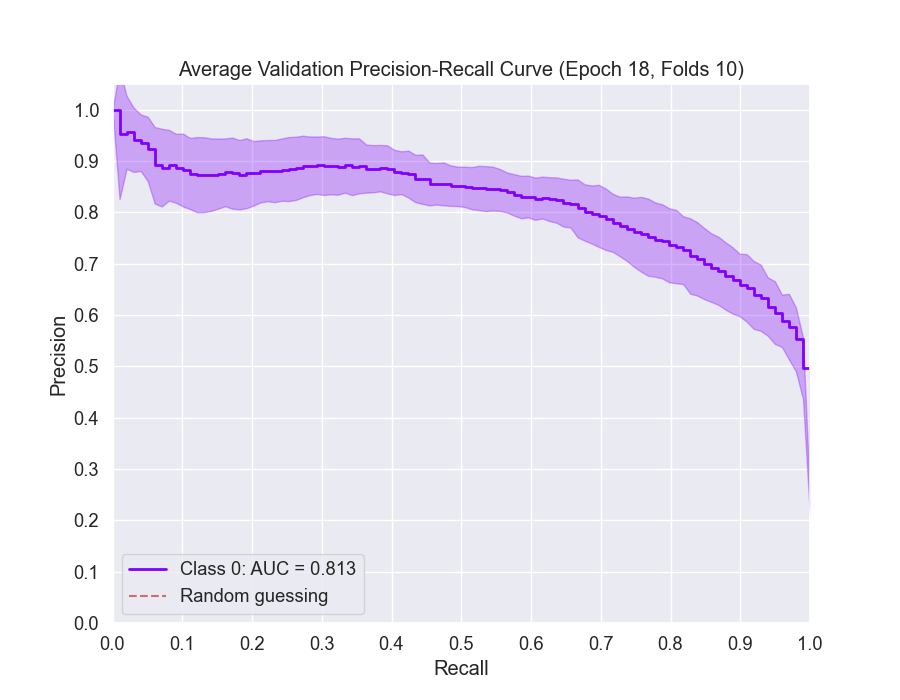 Average Validation Precision-Recall Curve (Epoch 18, Folds 10)
1.0
0.9
0.8
0.7
0.6
0.5
0.4
0.3
0.2
0.1
0.0
Precision
Class 0: AUC = 0.813
Random guessing
0.0 0.1 0.2 0.3 0.4 0.5 0.6 0.7 0.8 0.9 1.0
Recall